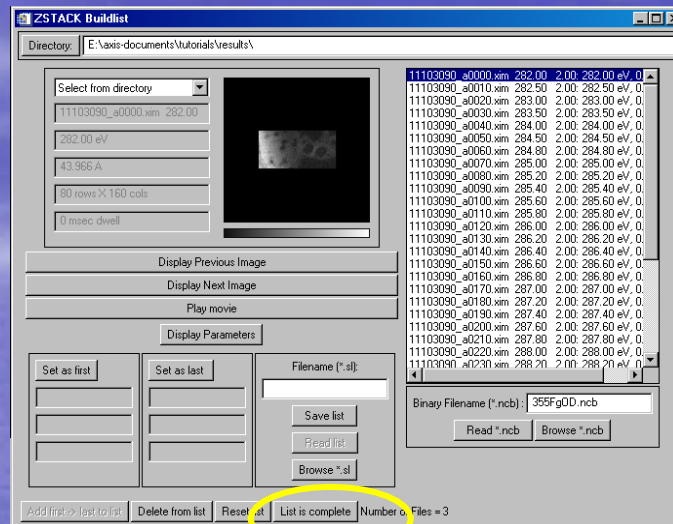 ZSTACK Buildlist
Directory: E:\axis-documents\tutorials\results\
Select from directory
11103090_a0000.xim 282.00
282.00 eV
43.966 A
80 rows X 160 cols
0 msec dwell
Display Previous Image
Display Next Image
Play movie
Display Parameters
Set as first
Set as last
Filename (*.sl):
Save list
Read list
Browse *.sl
11103090_a0000.xim 282.00 2.00: 282.00 eV, 0.
11103090_a0010.xim 282.50 2.00: 282.50 eV, 0.
11103090_a0020.xim 283.00 2.00: 283.00 eV, 0.
11103090_a0030.xim 283.50 2.00: 283.50 eV, 0.
11103090_a0040.xim 284.00 2.00: 284.00 eV, 0.
11103090_a0050.xim 284.50 2.00: 284.50 eV, 0.
11103090_a0060.xim 284.80 2.00: 284.80 eV, 0.
11103090_a0070.xim 285.00 2.00: 285.00 eV, 0.
11103090_a0080.xim 285.20 2.00: 285.20 eV, 0.
11103090_a0090.xim 285.40 2.00: 285.40 eV, 0.
11103090_a0100.xim 285.60 2.00: 285.60 eV, 0.
11103090_a0110.xim 285.80 2.00: 285.80 eV, 0.
11103090_a0120.xim 286.00 2.00: 286.00 eV, 0.
11103090_a0130.xim 286.20 2.00: 286.20 eV, 0.
11103090_a0140.xim 286.40 2.00: 286.40 eV, 0.
11103090_a0150.xim 286.60 2.00: 286.60 eV, 0.
11103090_a0160.xim 286.80 2.00: 286.80 eV, 0.
11103090_a0170.xim 287.00 2.00: 287.00 eV, 0.
11103090_a0180.xim 287.20 2.00: 287.20 eV, 0.
11103090_a0190.xim 287.40 2.00: 287.40 eV, 0.
11103090_a0200.xim 287.60 2.00: 287.60 eV, 0.
11103090_a0210.xim 287.80 2.00: 287.80 eV, 0.
11103090_a0220.xim 288.00 2.00: 288.00 eV, 0.
11103090_a0230.xim 288.20 2.00: 288.20 eV, 0.
Binary Filename (*.ncb) : 355FgOD.ncb
Read *.ncb Browse *.ncb
Add first -> last to list Delete from list Reset list List is complete Number of Files = 3